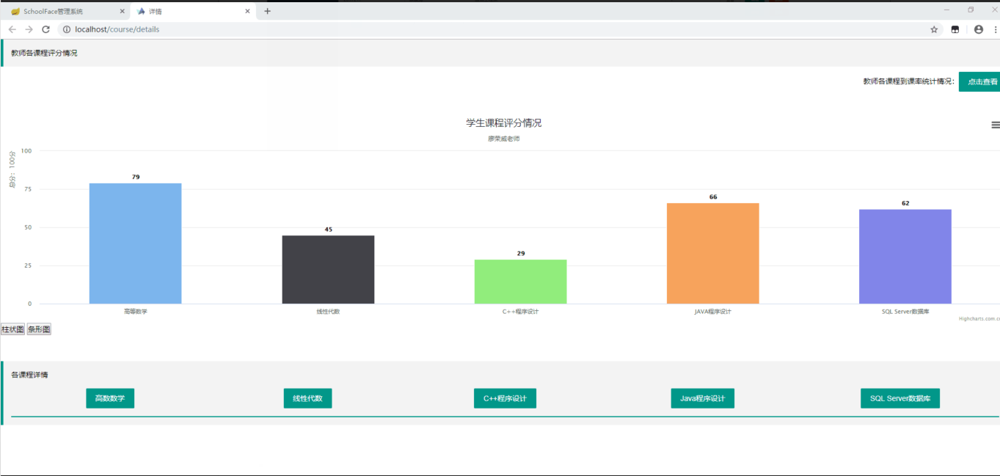 SchoolFace管理系统
详情
localhost/course/details
教师各课程评分情况
教师各课程到课率统计情况：
点击查看
学生课程评分情况
廖荣威老师
总分：100分
100
75
50
25
0
79
45
29
66
62
高等数学
线性代数
C++程序设计
JAVA程序设计
SQL Server数据库
Highcharts.com.c
柱状图 条形图
各课程详情
高数数学
线性代数
C++程序设计
Java程序设计
SQL Server数据库